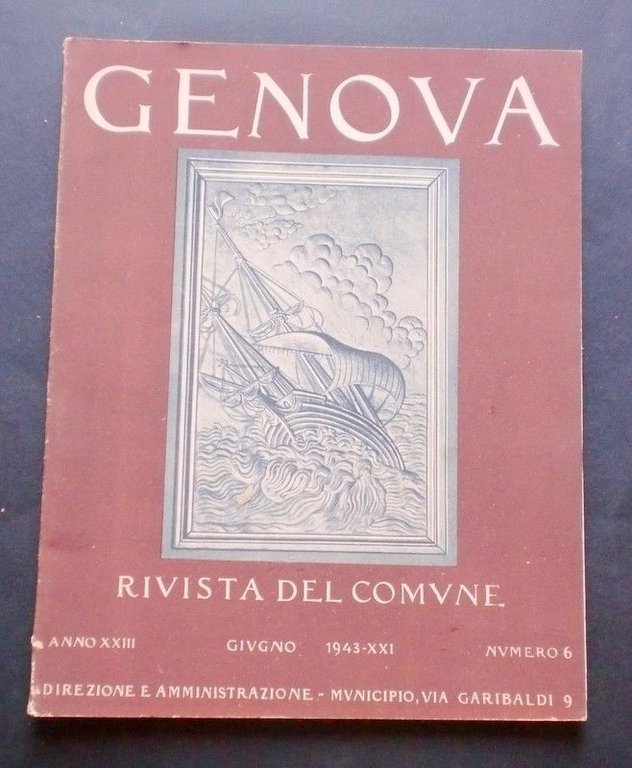 GENOVA
RIVISTA DEL COMVNE
ANNO XXIII GIVGNO 1943-XXI NVMERO 6
DIREZIONE E AMMINISTRAZIONE - MVNICIPIO, VIA GARIBALDI 9